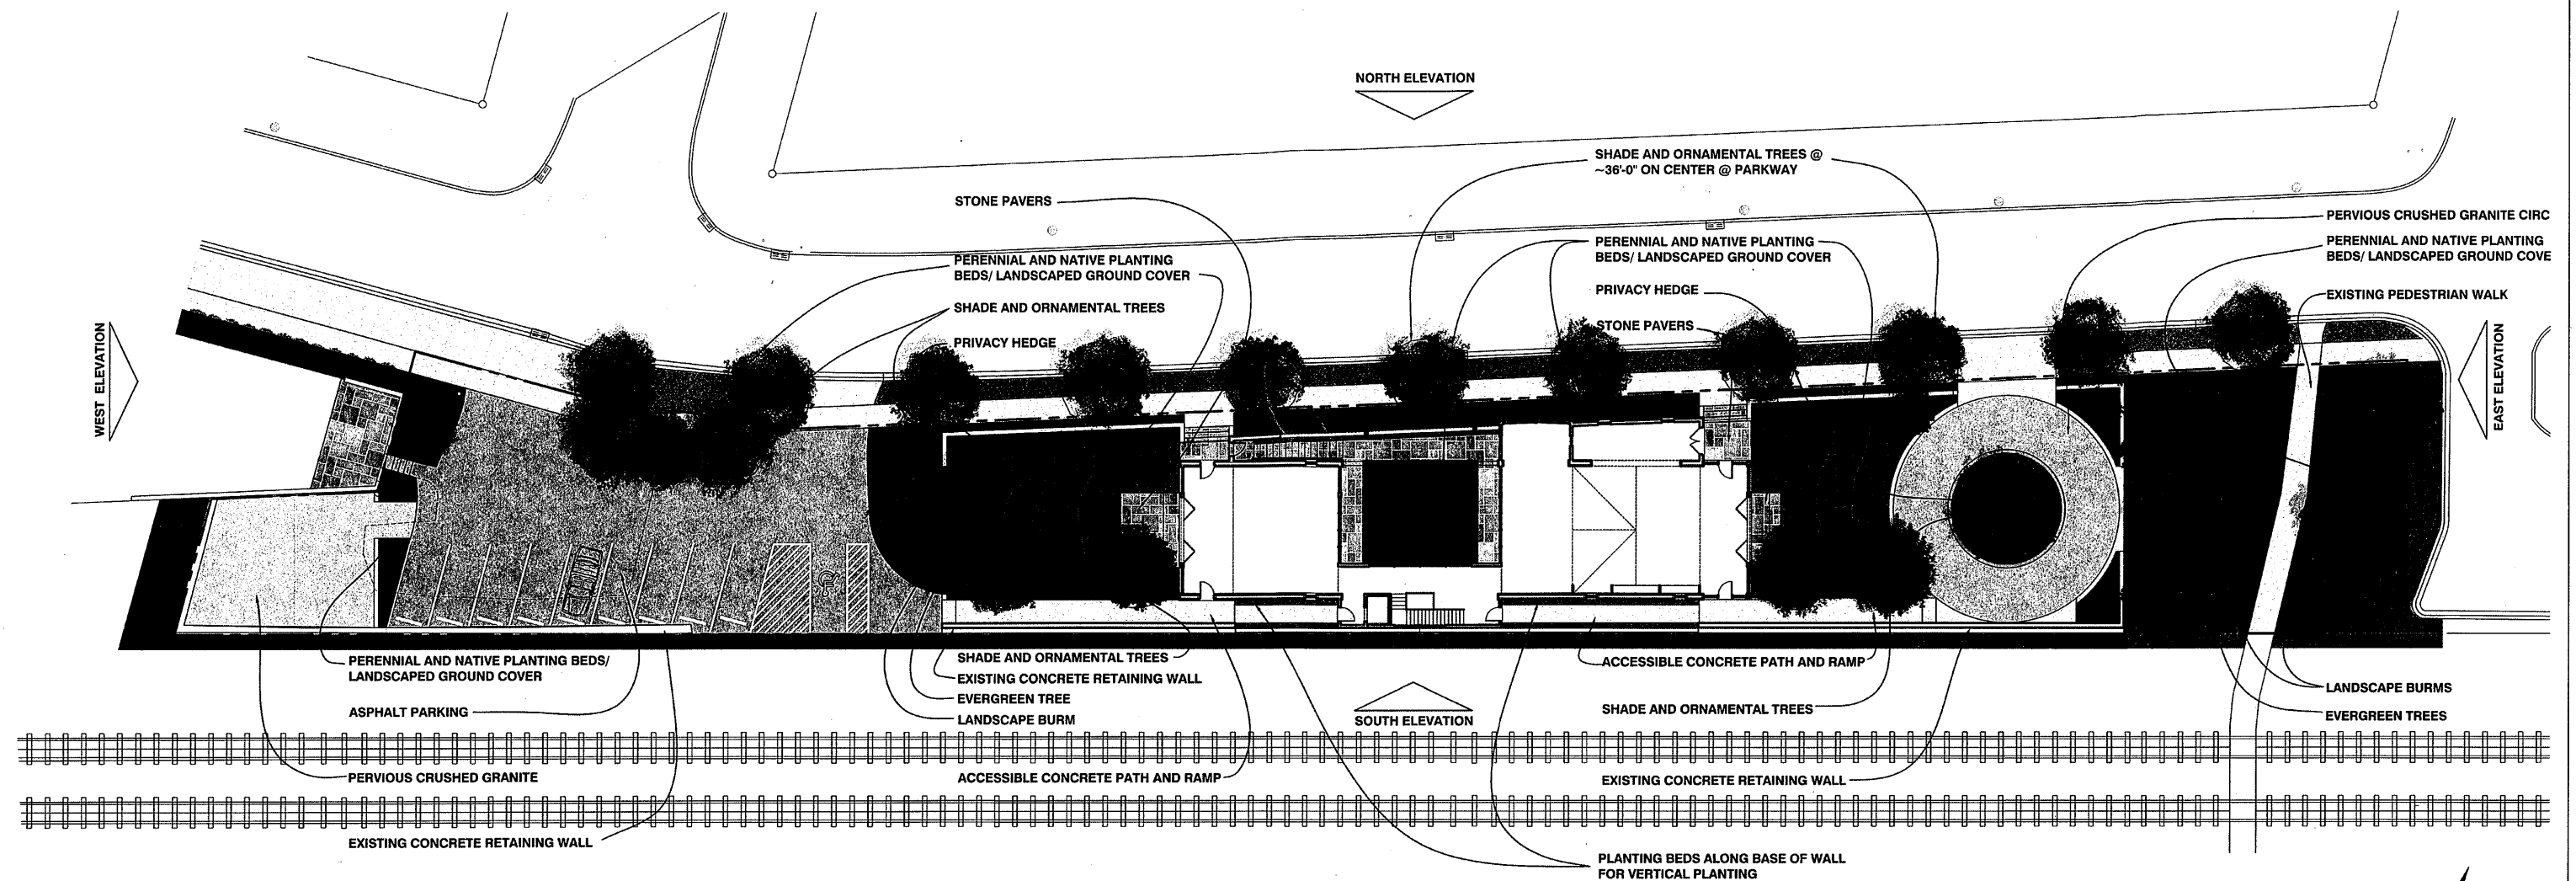 NORTH ELEVATION
SHADE AND ORNAMENTAL TREES @
~36'-0" ON CENTER @ PARKWAY
STONE PAVERS
PERVIOUS CRUSHED GRANITE CIRC
PERENNIAL AND NATIVE PLANTING
BEDS/ LANDSCAPED GROUND COVER
PERENNIAL AND NATIVE PLANTING
BEDS/ LANDSCAPED GROUND COVE
PERENNIAL AND NATIVE PLANTING
BEDS/ LANDSCAPED GROUND COVER
PRIVACY HEDGE
EXISTING PEDESTRIAN WALK
SHADE AND ORNAMENTAL TREES
STONE PAVERS
PRIVACY HEDGE
WEST ELEVATION
EAST ELEVATION
PERENNIAL AND NATIVE PLANTING BEDS/
LANDSCAPED GROUND COVER
ASPHALT PARKING
SHADE AND ORNAMENTAL TREES
EXISTING CONCRETE RETAINING WALL
EVERGREEN TREE
LANDSCAPE BURM
SOUTH ELEVATION
ACCESSIBLE CONCRETE PATH AND RAMP
SHADE AND ORNAMENTAL TREES
LANDSCAPE BURMS
EVERGREEN TREES
PERVIOUS CRUSHED GRANITE
ACCESSIBLE CONCRETE PATH AND RAMP
EXISTING CONCRETE RETAINING WALL
EXISTING CONCRETE RETAINING WALL
PLANTING BEDS ALONG BASE OF WALL
FOR VERTICAL PLANTING